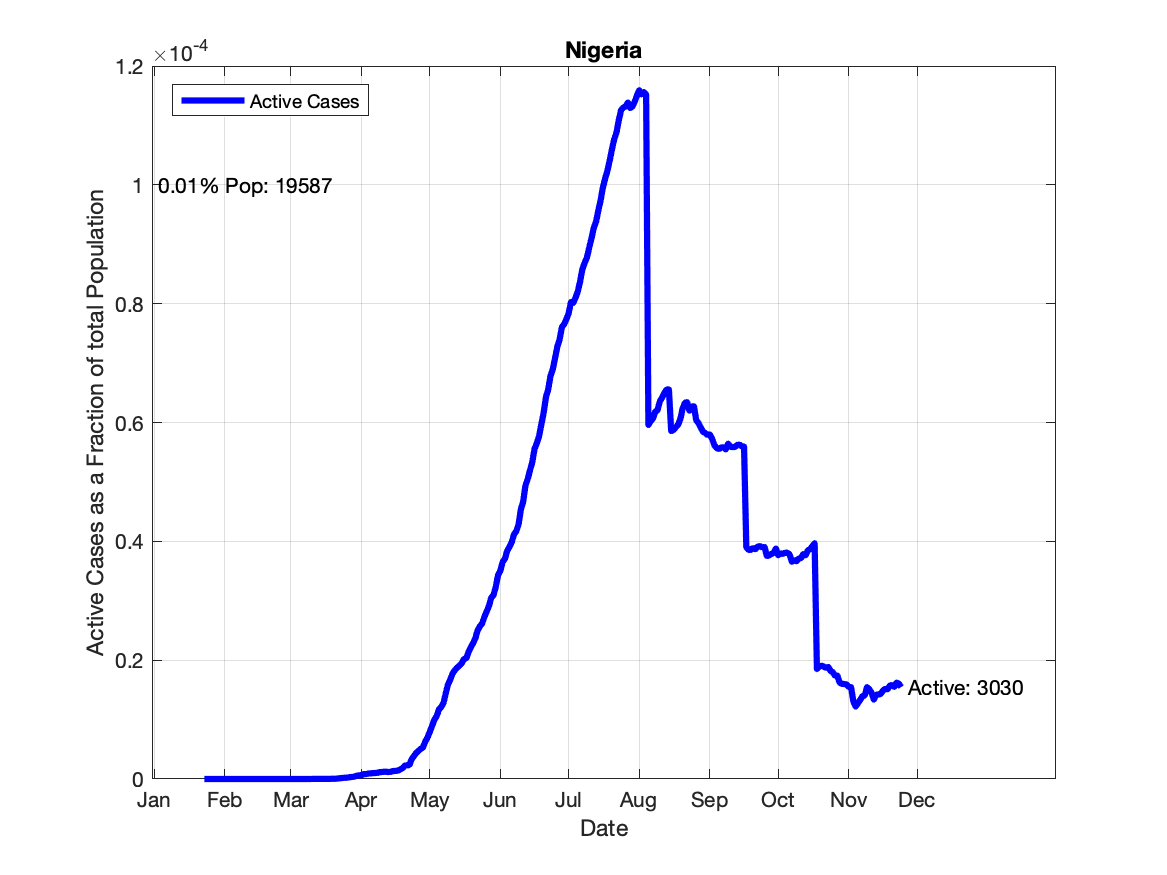 Nigeria
×10-4
1.2
Active Cases
1
0.01% Pop: 19587
0.8
0.6
0.4
0.2
0
Active: 3030
Active Cases as a Fraction of total Population
Jan Feb Mar Apr May Jun Jul Aug Sep Oct Nov Dec
Date